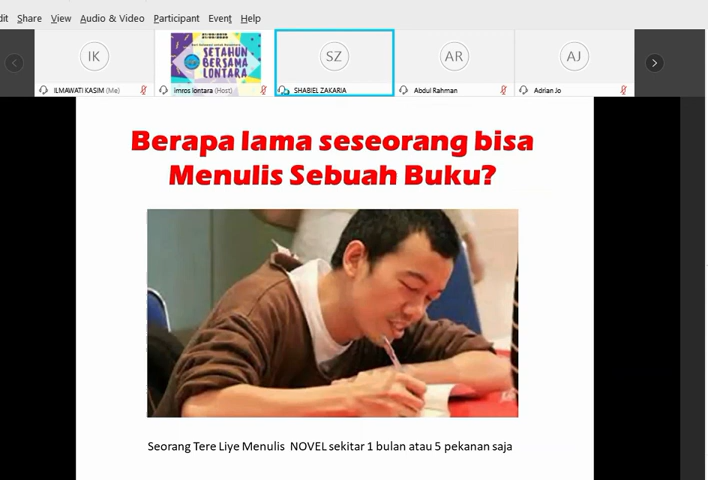 dit Share View Audio & Video Participant Event Help
IK
SETAHUN
BERSAMA
LONTARA
SZ
AR
AJ
ILMAWATI KASIM (Me)
Imros lontara (Host)
SHABIEL ZAKARIA
Abdul Rahman
Adrian Jo
Berapa lama seseorang bisa
Menulis Sebuah Buku?
Seorang Tere Liye Menulis NOVEL sekitar 1 bulan atau 5 pekanan saja